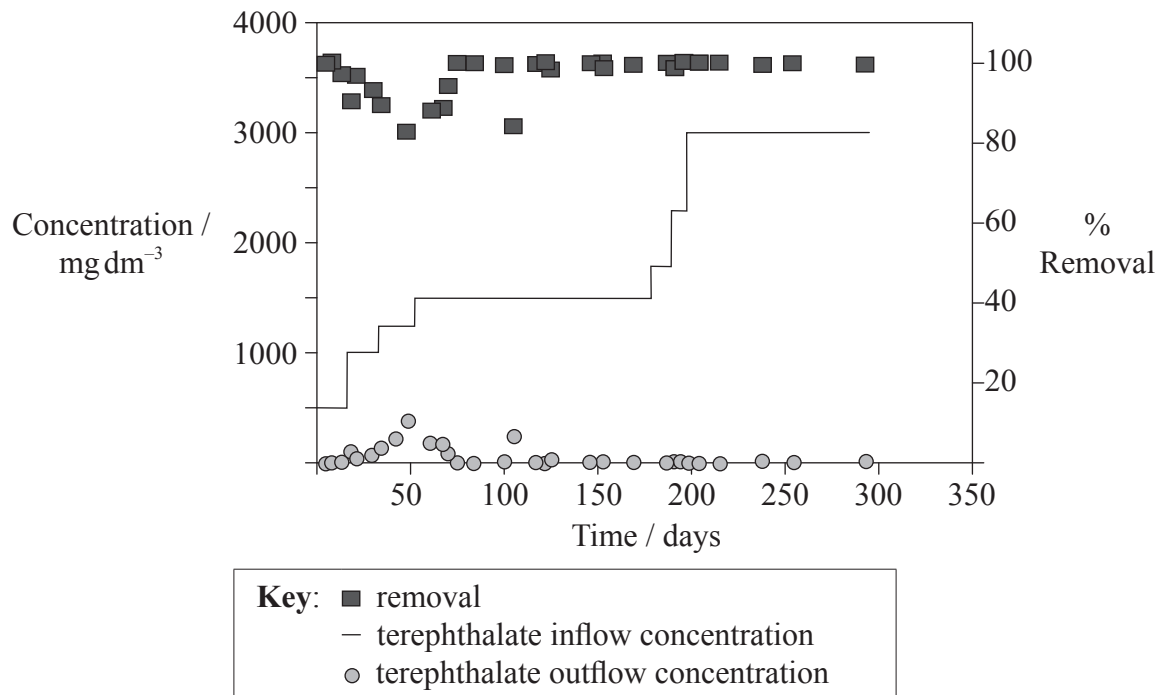 4000
3000
2000
1000
Concentration /
mg dm⁻³
100
80
60
40
20
%
Removal
50 100 150 200 250 300 350
Time / days
Key: removal
terephthalate inflow concentration
terephthalate outflow concentration